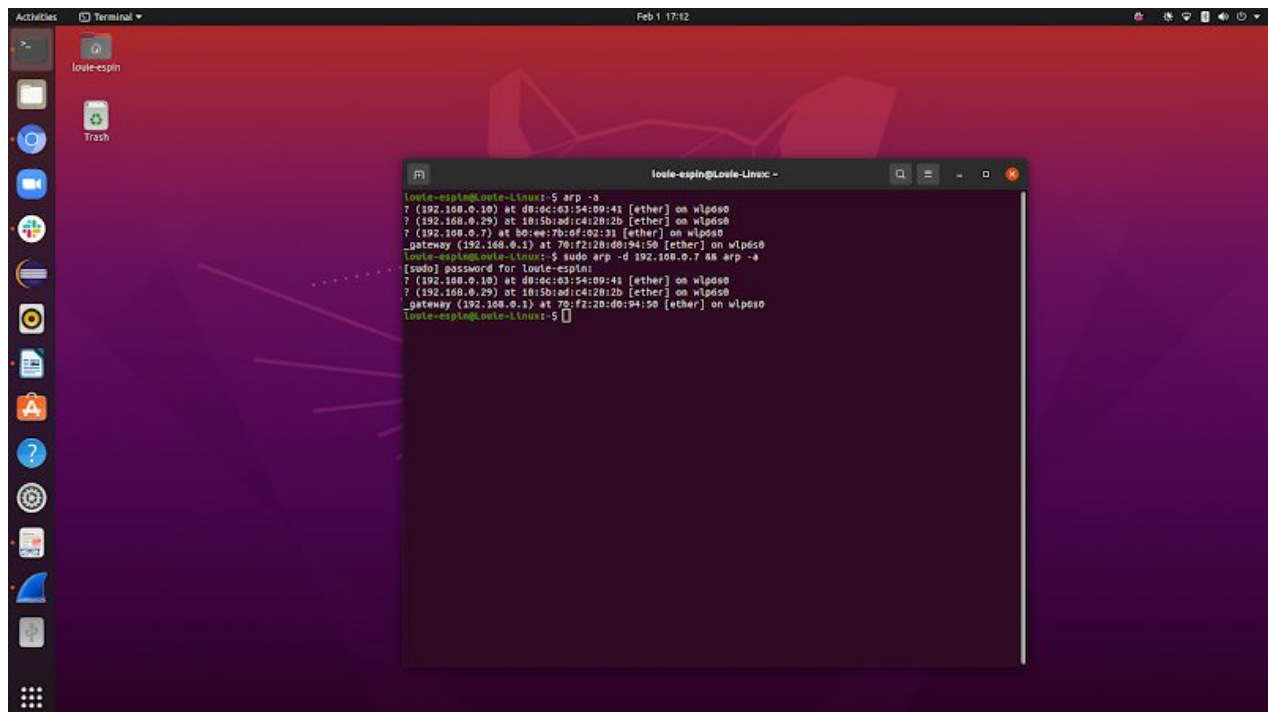 Activities Terminal Feb 1 17:12
louie-espin
Trash
louie-espin@Louie-Linux: ~
louie-espin@Louie-Linux:~$ arp -a
? (192.168.0.10) at d8:6c:63:54:09:41 [ether] on wlp6s0
? (192.168.0.29) at 18:5b:ad:c4:28:2b [ether] on wlp6s0
? (192.168.0.7) at b0:ee:7b:6f:02:31 [ether] on wlp6s0
_gateway (192.168.0.1) at 70:f2:20:d0:94:50 [ether] on wlp6s0
louie-espin@Louie-Linux:~$ sudo arp -d 192.168.0.7 && arp -a
[sudo] password for louie-espin:
? (192.168.0.10) at d8:6c:63:54:09:41 [ether] on wlp6s0
? (192.168.0.29) at 18:5b:ad:c4:28:2b [ether] on wlp6s0
_gateway (192.168.0.1) at 70:f2:20:d0:94:50 [ether] on wlp6s0
louie-espin@Louie-Linux:~$